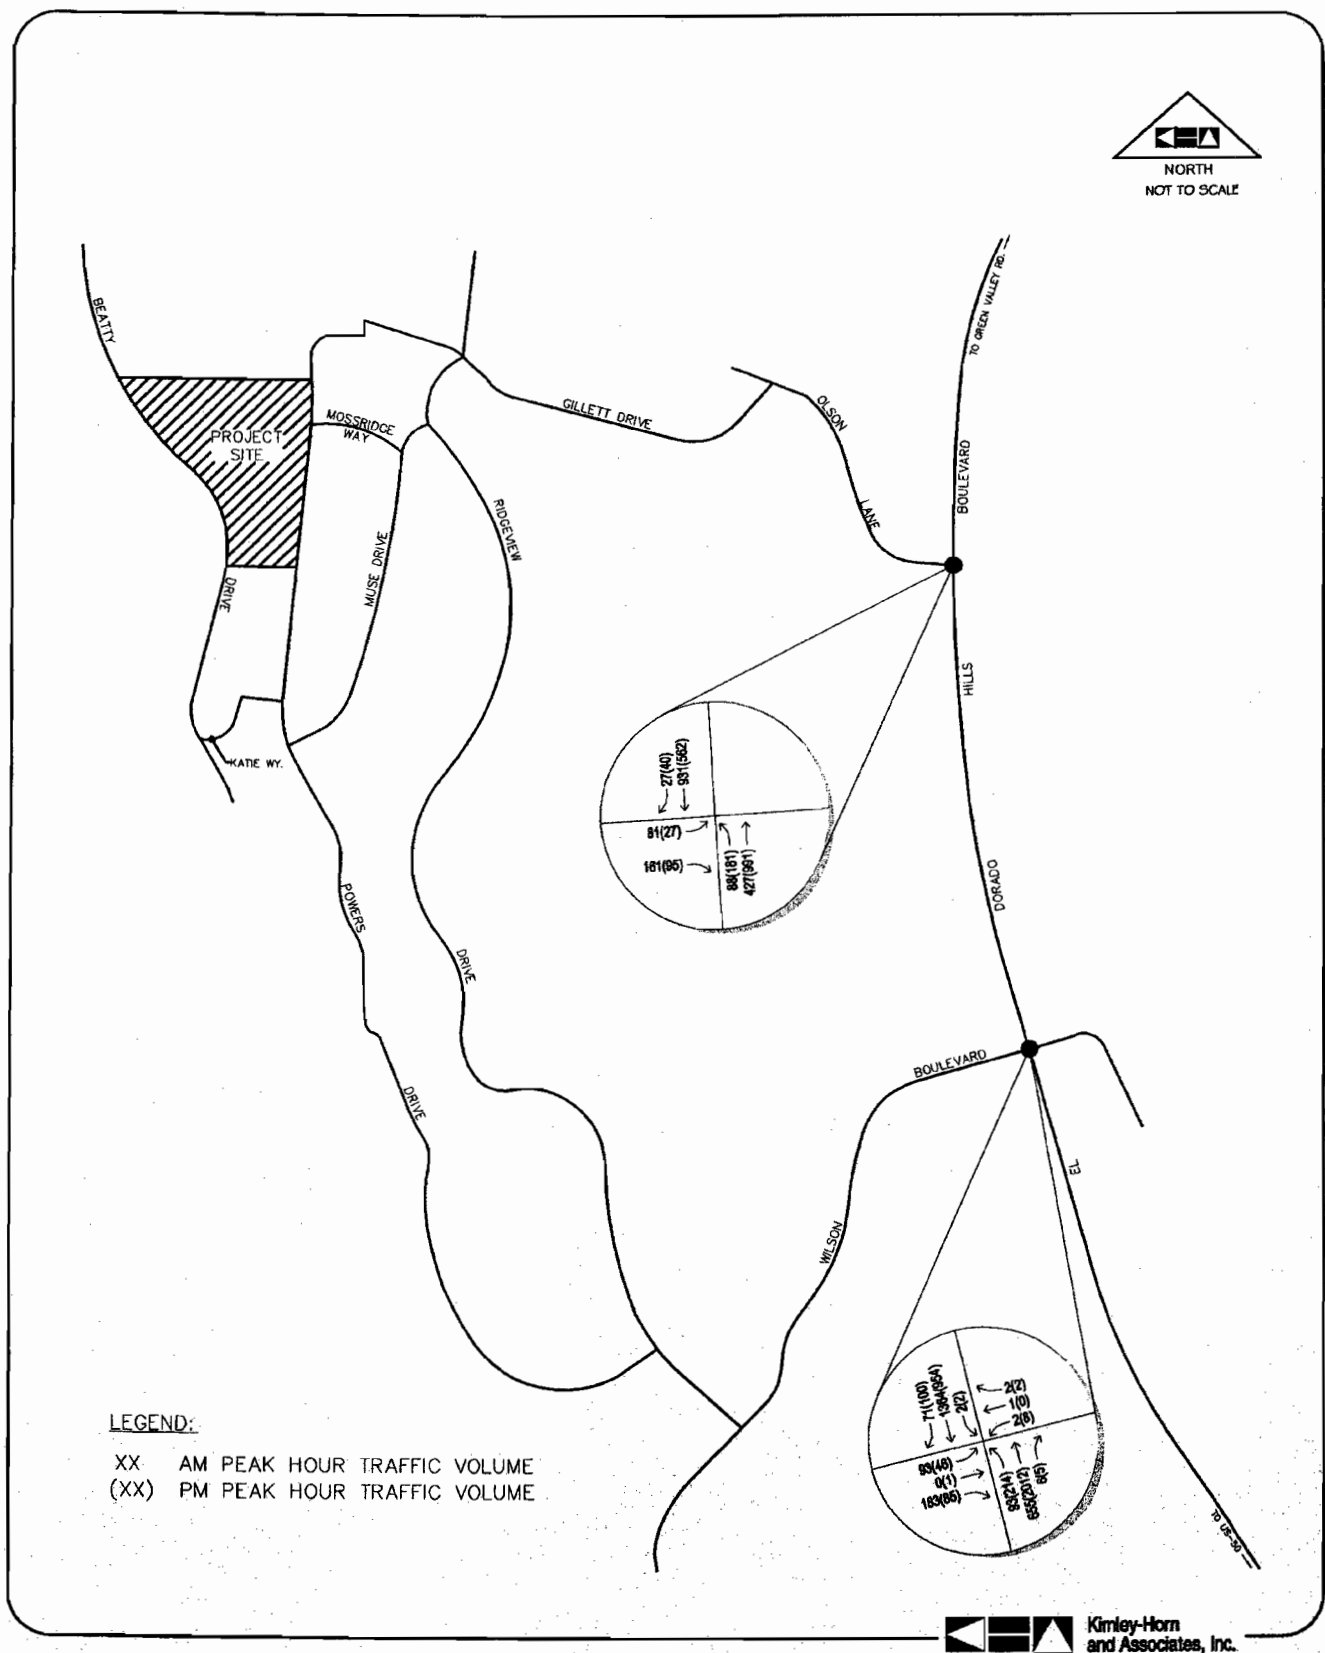 NORTH
NOT TO SCALE
TO GREEN VALLEY RD.
BEATTY
MOSSRIDGE
WAY
GILLETT DRIVE
OLSON
PROJECT
SITE
BOULEVARD
RIDGEVIEW
LANE
MUSE DRIVE
DRIVE
HILLS
KATIE WY.
27(40)
931(562)
81(27)
161(95)
88(181)
427(991)
DORADO
POWERS
DRIVE
BOULEVARD
DRIVE
EL
WILSON
71(100)
1364(954)
2(2)
2(2)
1(0)
2(8)
93(46)
0(1)
183(85)
93(214)
655(2012)
6(5)
TO US-50
LEGEND:
XX AM PEAK HOUR TRAFFIC VOLUME
(XX) PM PEAK HOUR TRAFFIC VOLUME
Kimley-Horn
and Associates, Inc.